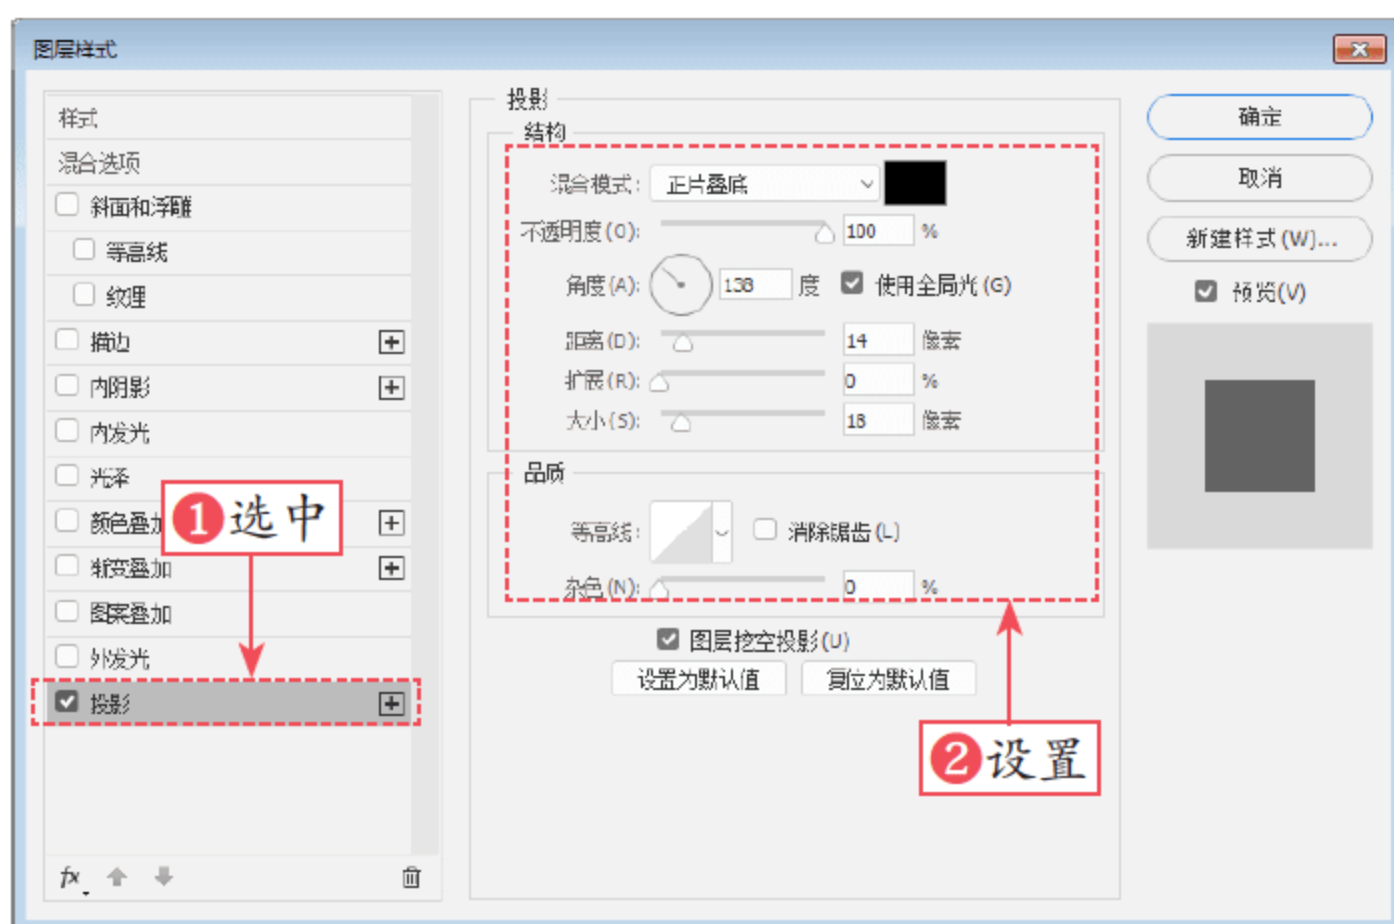 图层样式
样式
混合选项
斜面和浮雕
等高线
纹理
描边
内阴影
内发光
光泽
颜色叠加
渐变叠加
图案叠加
外发光
投影
fx
❶选中
投影
结构
混合模式: 正片叠底
不透明度(O): 100 %
角度(A): 138 度 使用全局光(G)
距离(D): 14 像素
扩展(R): 0 %
大小(S): 18 像素
品质
等高线: 消除锯齿(L)
杂色(N): 0 %
图层挖空投影(U)
设置为默认值 复位为默认值
❷设置
确定
取消
新建样式(W)...
预览(V)